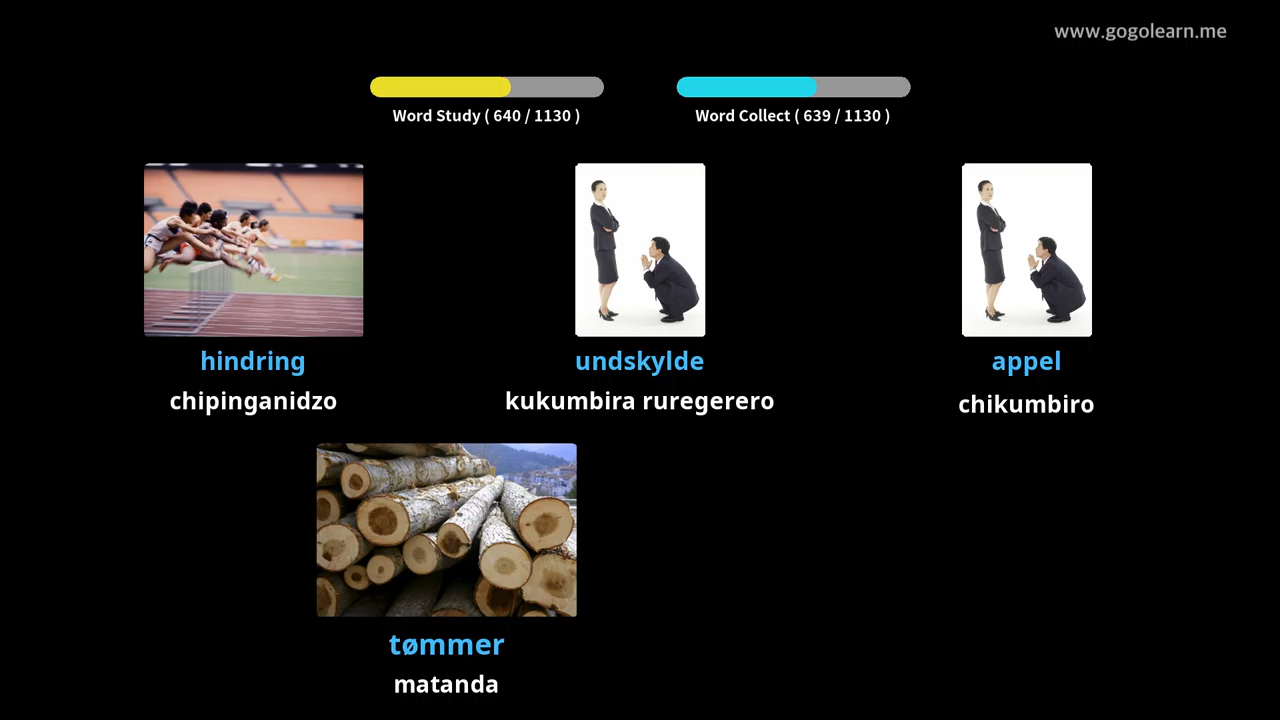 www.gogolearn.me
Word Study ( 640 / 1130 )
Word Collect ( 639 / 1130 )
hindring
chipinganidzo
undskylde
kukumbira ruregerero
appel
chikumbiro
tømmer
matanda